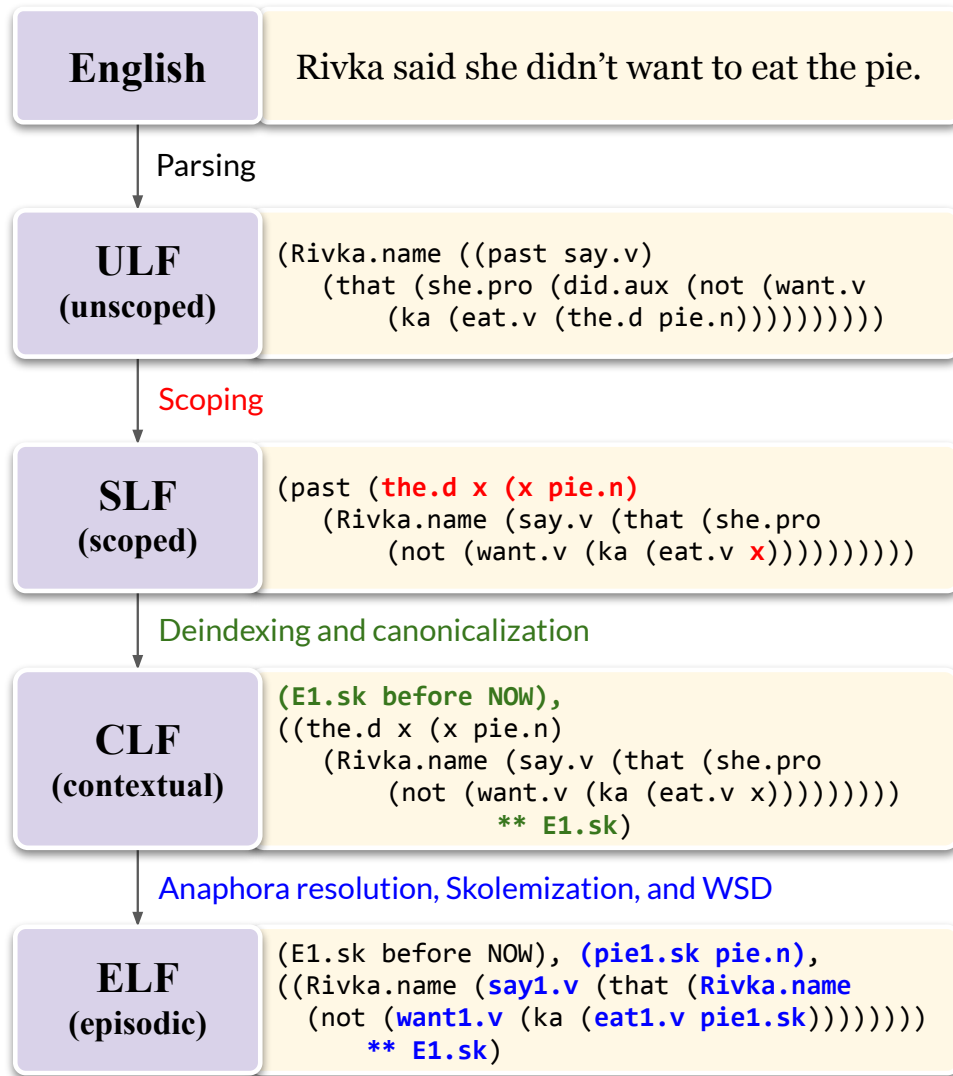 English
Rivka said she didn’t want to eat the pie.
Parsing
ULF
(unscoped)
(Rivka.name ((past say.v)
(that (she.pro (did.aux (not (want.v
(ka (eat.v (the.d pie.n))))))))))
Scoping
SLF
(scoped)
(past (the.d x (x pie.n)
(Rivka.name (say.v (that (she.pro
(not (want.v (ka (eat.v x))))))))))
Deindexing and canonicalization
CLF
(contextual)
(E1.sk before NOW),
((the.d x (x pie.n)
(Rivka.name (say.v (that (she.pro
(not (want.v (ka (eat.v x)))))))))
** E1.sk)
Anaphora resolution, Skolemization, and WSD
ELF
(episodic)
(E1.sk before NOW), (pie1.sk pie.n),
((Rivka.name (say1.v (that (Rivka.name
(not (want1.v (ka (eat1.v pie1.sk))))))))
** E1.sk)